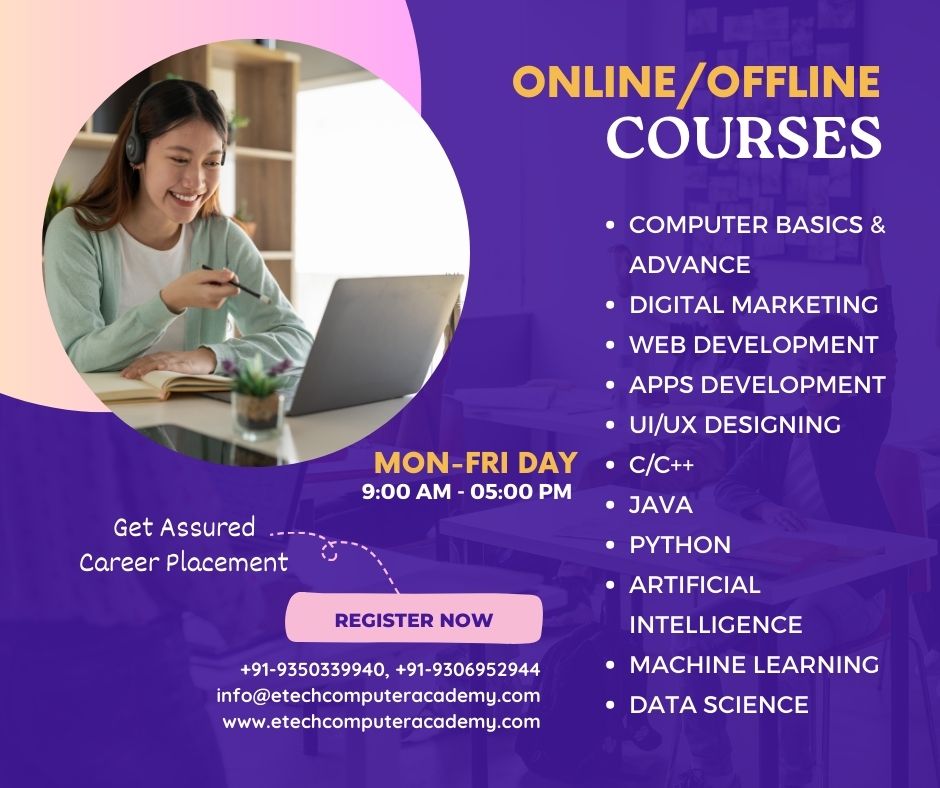 ONLINE/OFFLINE
COURSES
COMPUTER BASICS &
ADVANCE
DIGITAL MARKETING
WEB DEVELOPMENT
APPS DEVELOPMENT
UI/UX DESIGNING
C/C++
JAVA
PYTHON
ARTIFICIAL
INTELLIGENCE
MACHINE LEARNING
DATA SCIENCE
MON-FRI DAY
9:00 AM - 05:00 PM
Get Assured
Career Placement
REGISTER NOW
+91-9350339940, +91-9306952944
info@etechcomputeracademy.com
www.etechcomputeracademy.com